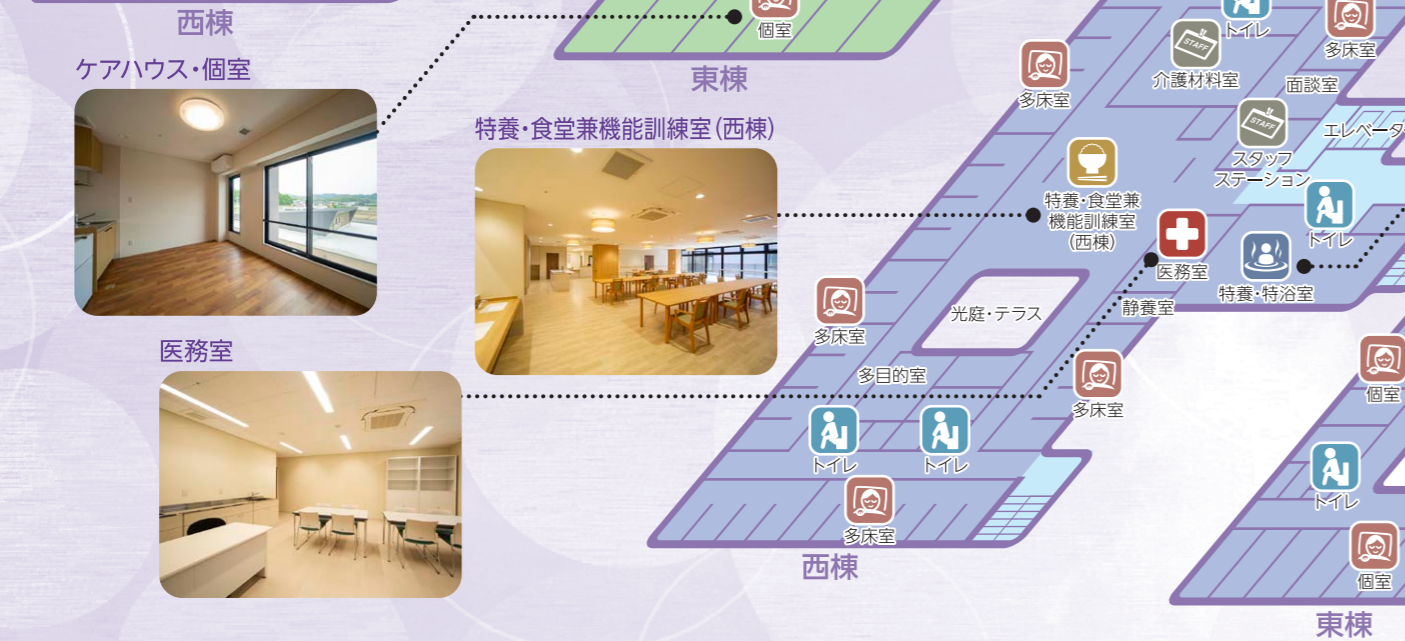 西棟
個室
東棟
ケアハウス・個室
特養・食堂兼機能訓練室(西棟)
医務室
トイレ
多床室
多床室
STAFF
介護材料室
面談室
STAFF
スタッフ
ステーション
エレベータ
特養・食堂兼
機能訓練室
(西棟)
トイレ
医務室
特養・特浴室
静養室
光庭・テラス
多床室
多目的室
多床室
トイレ
トイレ
多床室
西棟
個室
トイレ
個室
東棟